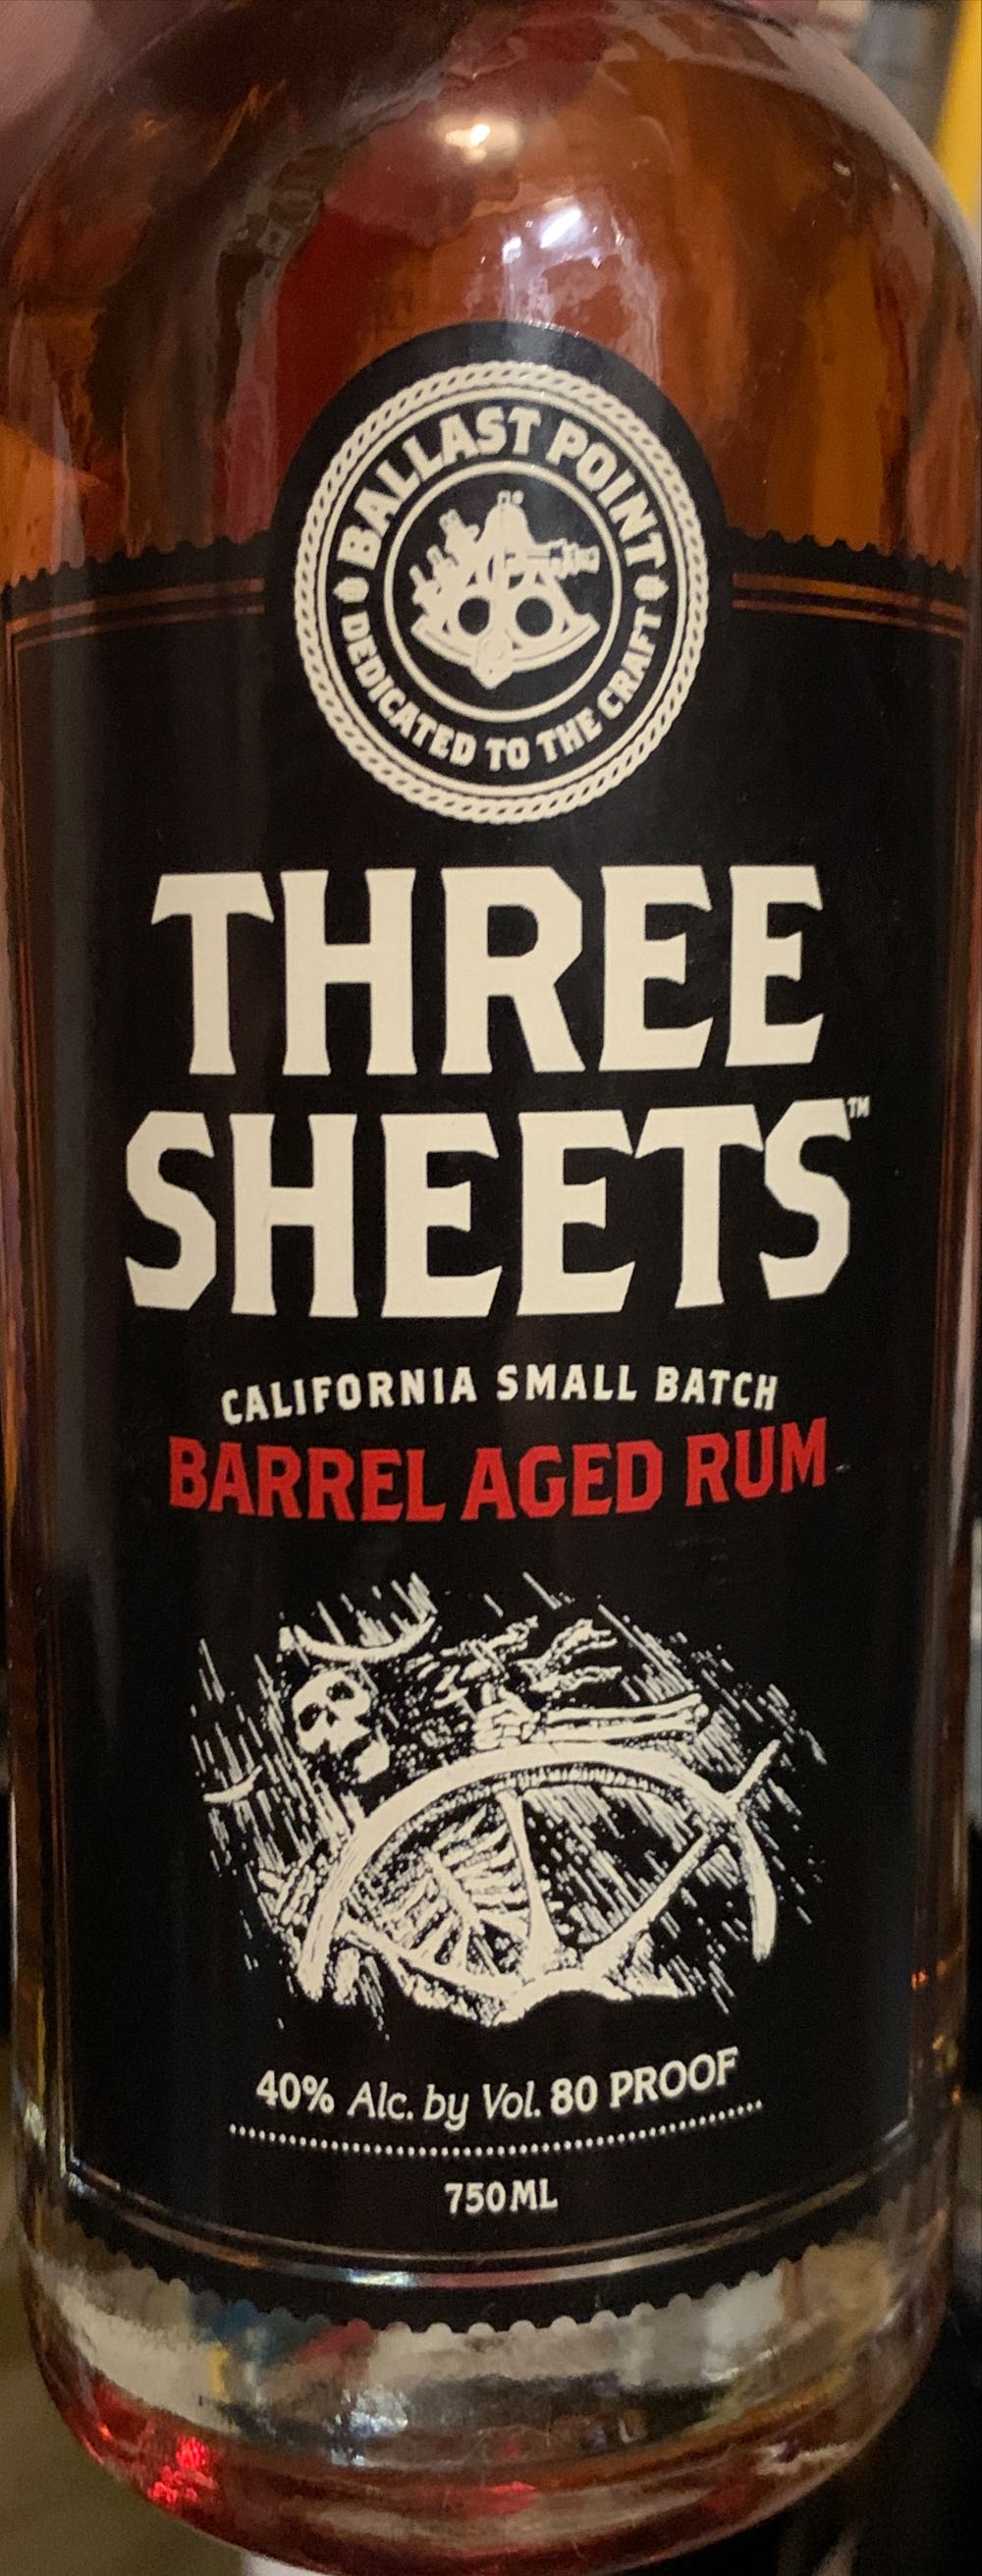 BALLAST POINT
DEDICATED TO THE CRAFT
THREE
SHEETS™
CALIFORNIA SMALL BATCH
BARREL AGED RUM
40% Alc. by Vol. 80 PROOF
750ML